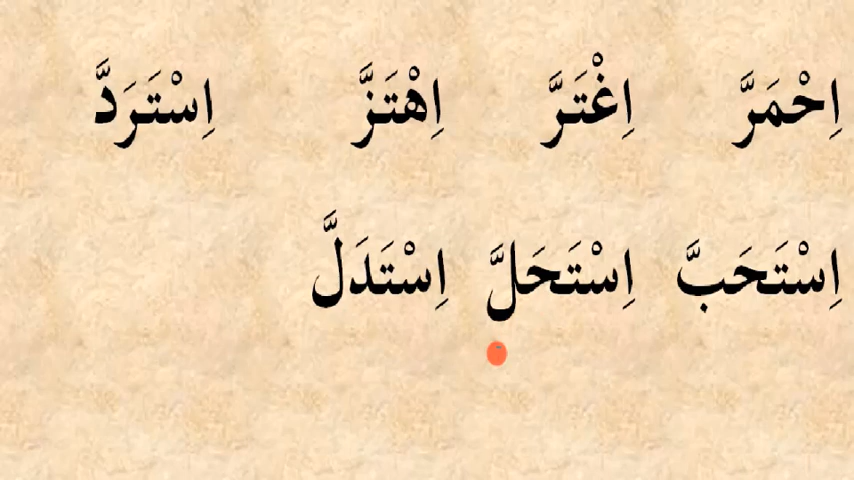 اِحْمَرَّ اِغْتَرَّ اِهْتَزَّ اِسْتَرَدَّ
اِسْتَحَبَّ اِسْتَحَلَّ اِسْتَدَلَّ